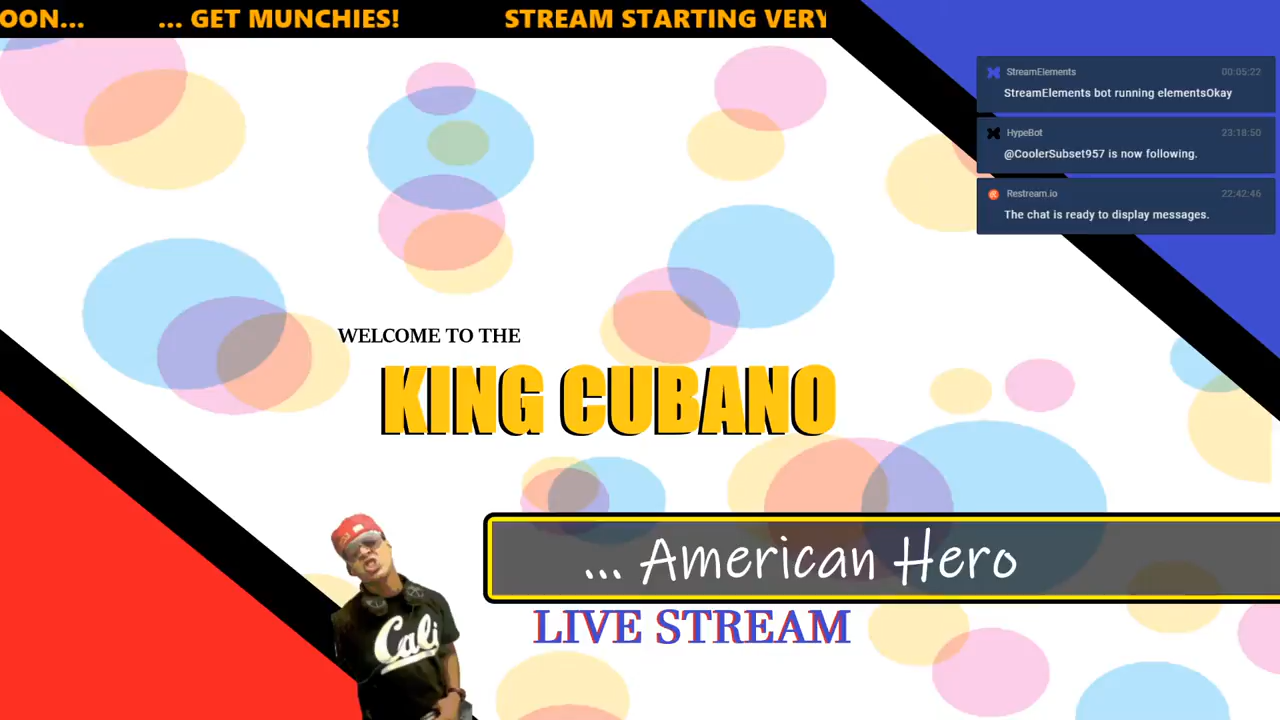 OON... ... GET MUNCHIES! STREAM STARTING VERY
StreamElements 00:05:22
StreamElements bot running elementsOkay
HypeBot 23:18:50
@CoolerSubset957 is now following.
Restream.io 22:42:46
The chat is ready to display messages.
WELCOME TO THE
KING CUBANO
... American Hero
LIVE STREAM
Cali